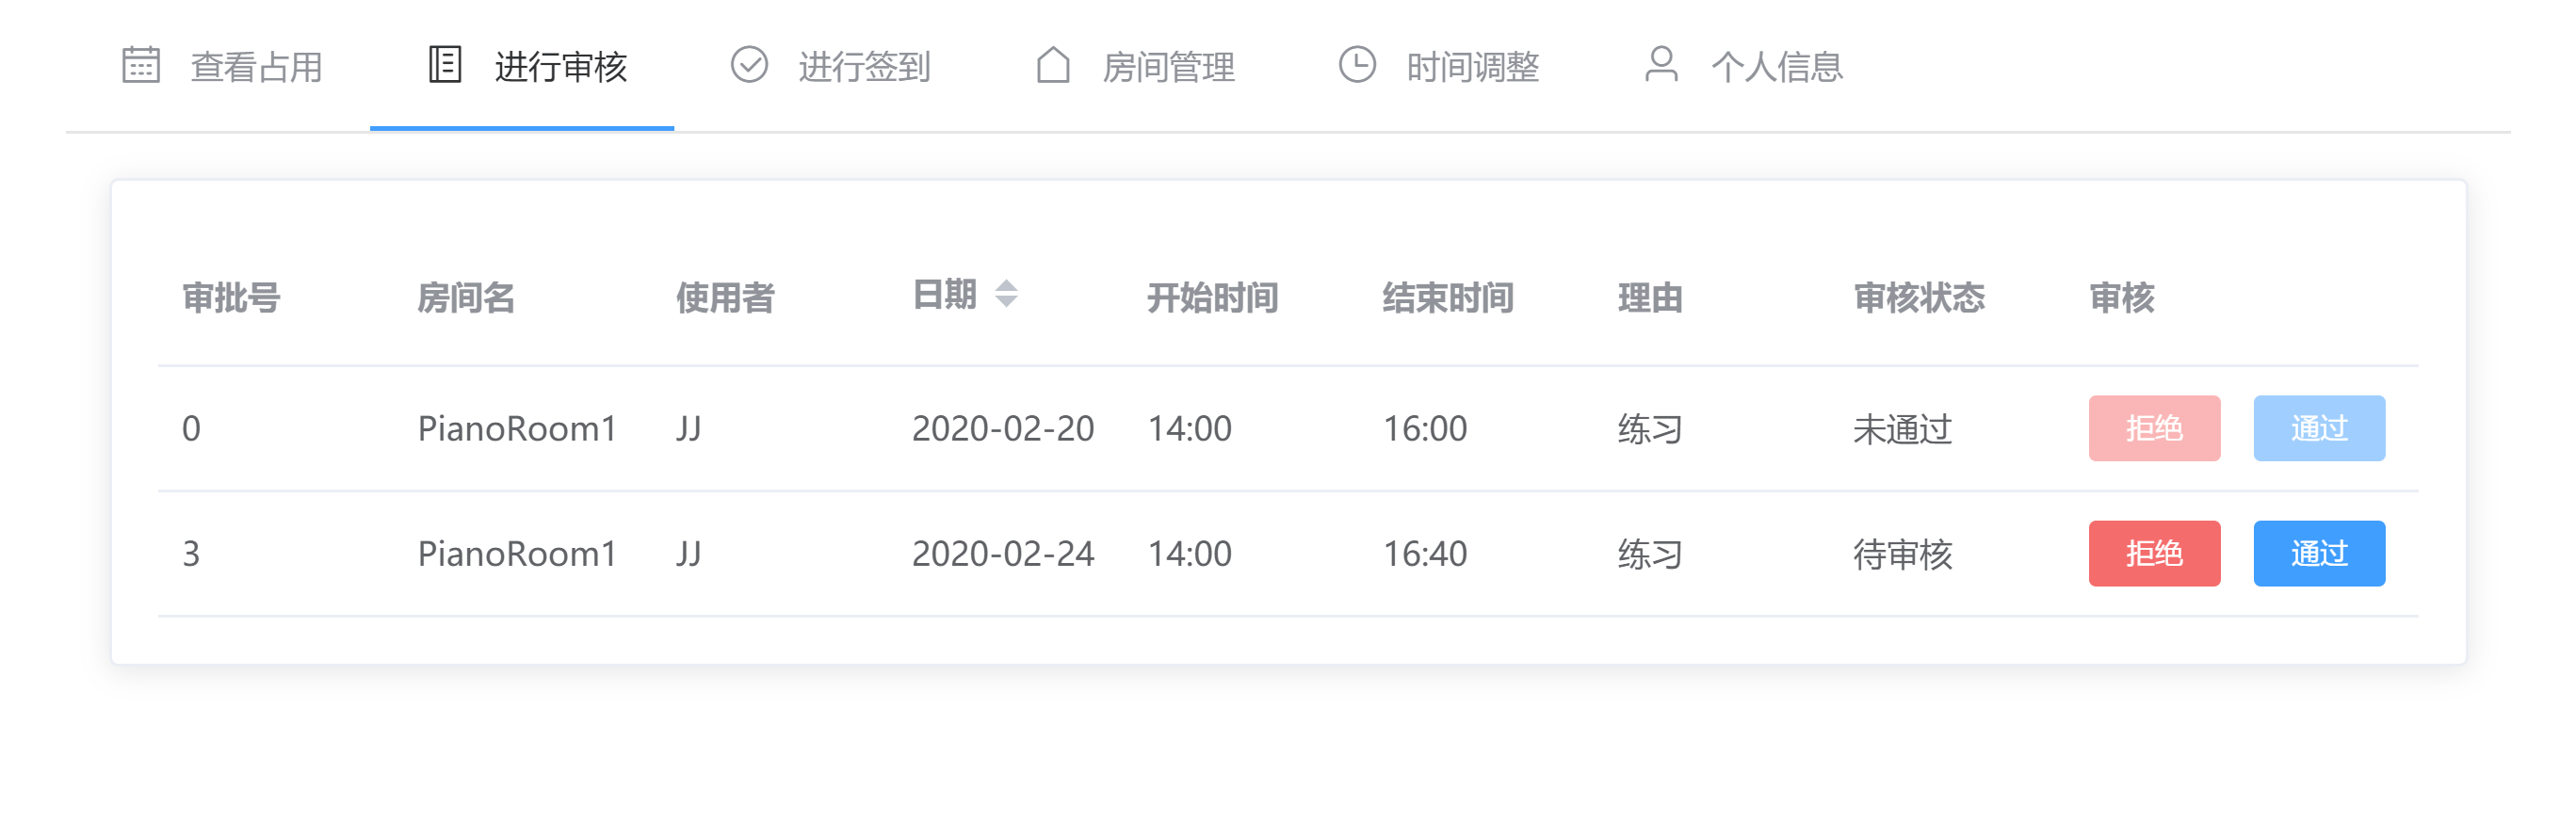 查看占用 进行审核 进行签到 房间管理 时间调整 个人信息
审批号 房间名 使用者 日期 开始时间 结束时间 理由 审核状态 审核
0 PianoRoom1 JJ 2020-02-20 14:00 16:00 练习 未通过 拒绝 通过
3 PianoRoom1 JJ 2020-02-24 14:00 16:40 练习 待审核 拒绝 通过